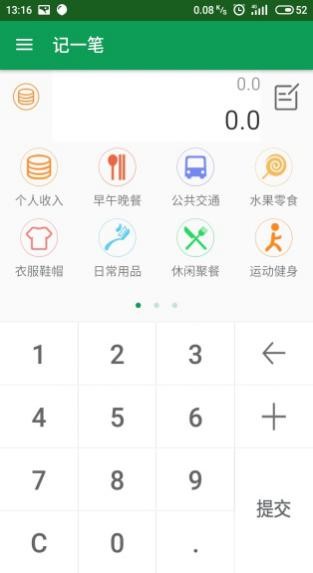 13:16 0.08 K/s 4G 52
记一笔
0.0
0.0
个人收入 早午晚餐 公共交通 水果零食
衣服鞋帽 日常用品 休闲聚餐 运动健身
1 2 3 ←
4 5 6 +
7 8 9
提交
C 0 .